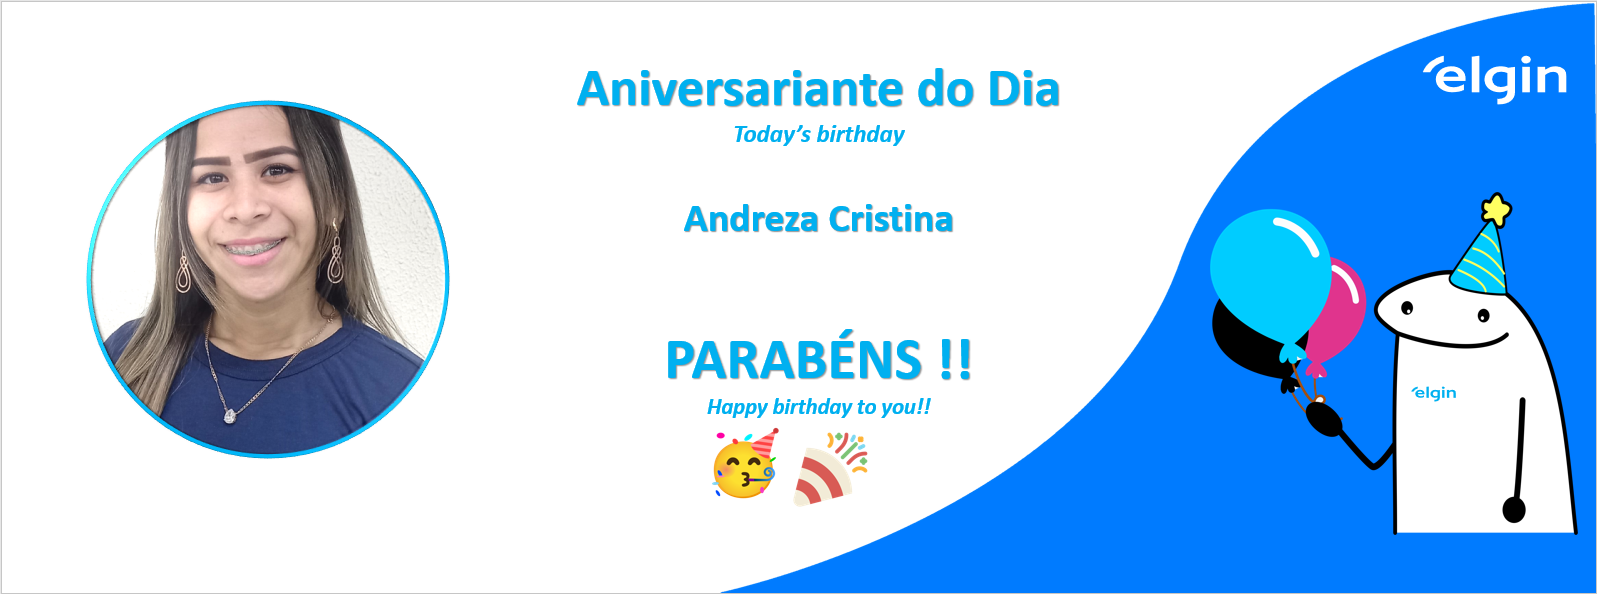 elgin
Aniversariante do Dia
Today's birthday
Andreza Cristina
PARABÉNS !!
Happy birthday to you!!
elgin